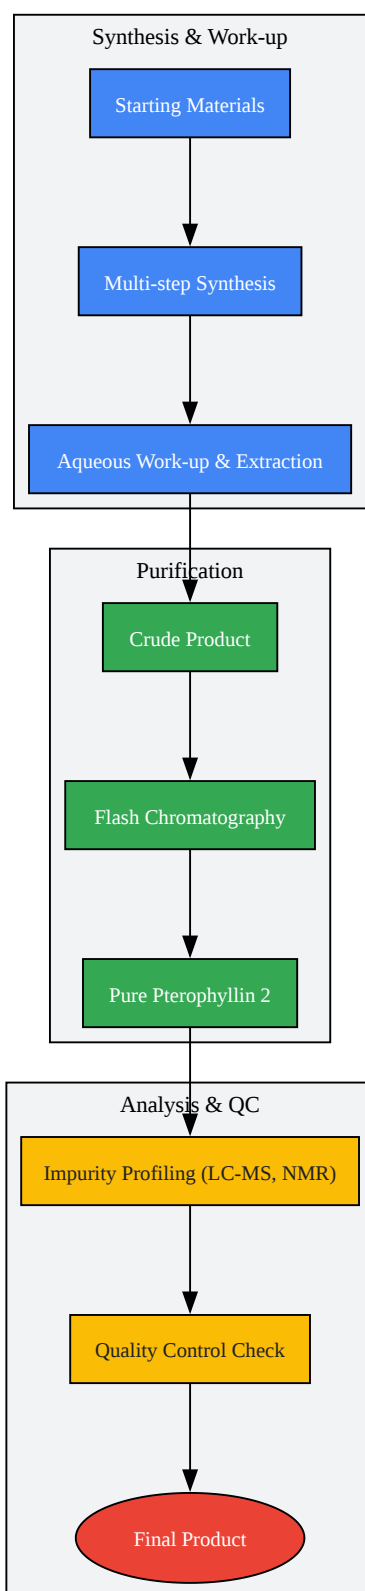 Synthesis & Work-up
Starting Materials
Multi-step Synthesis
Aqueous Work-up & Extraction
Purification
Crude Product
Flash Chromatography
Pure Pterophyllin 2
Analysis & QC
Impurity Profiling (LC-MS, NMR)
Quality Control Check
Final Product